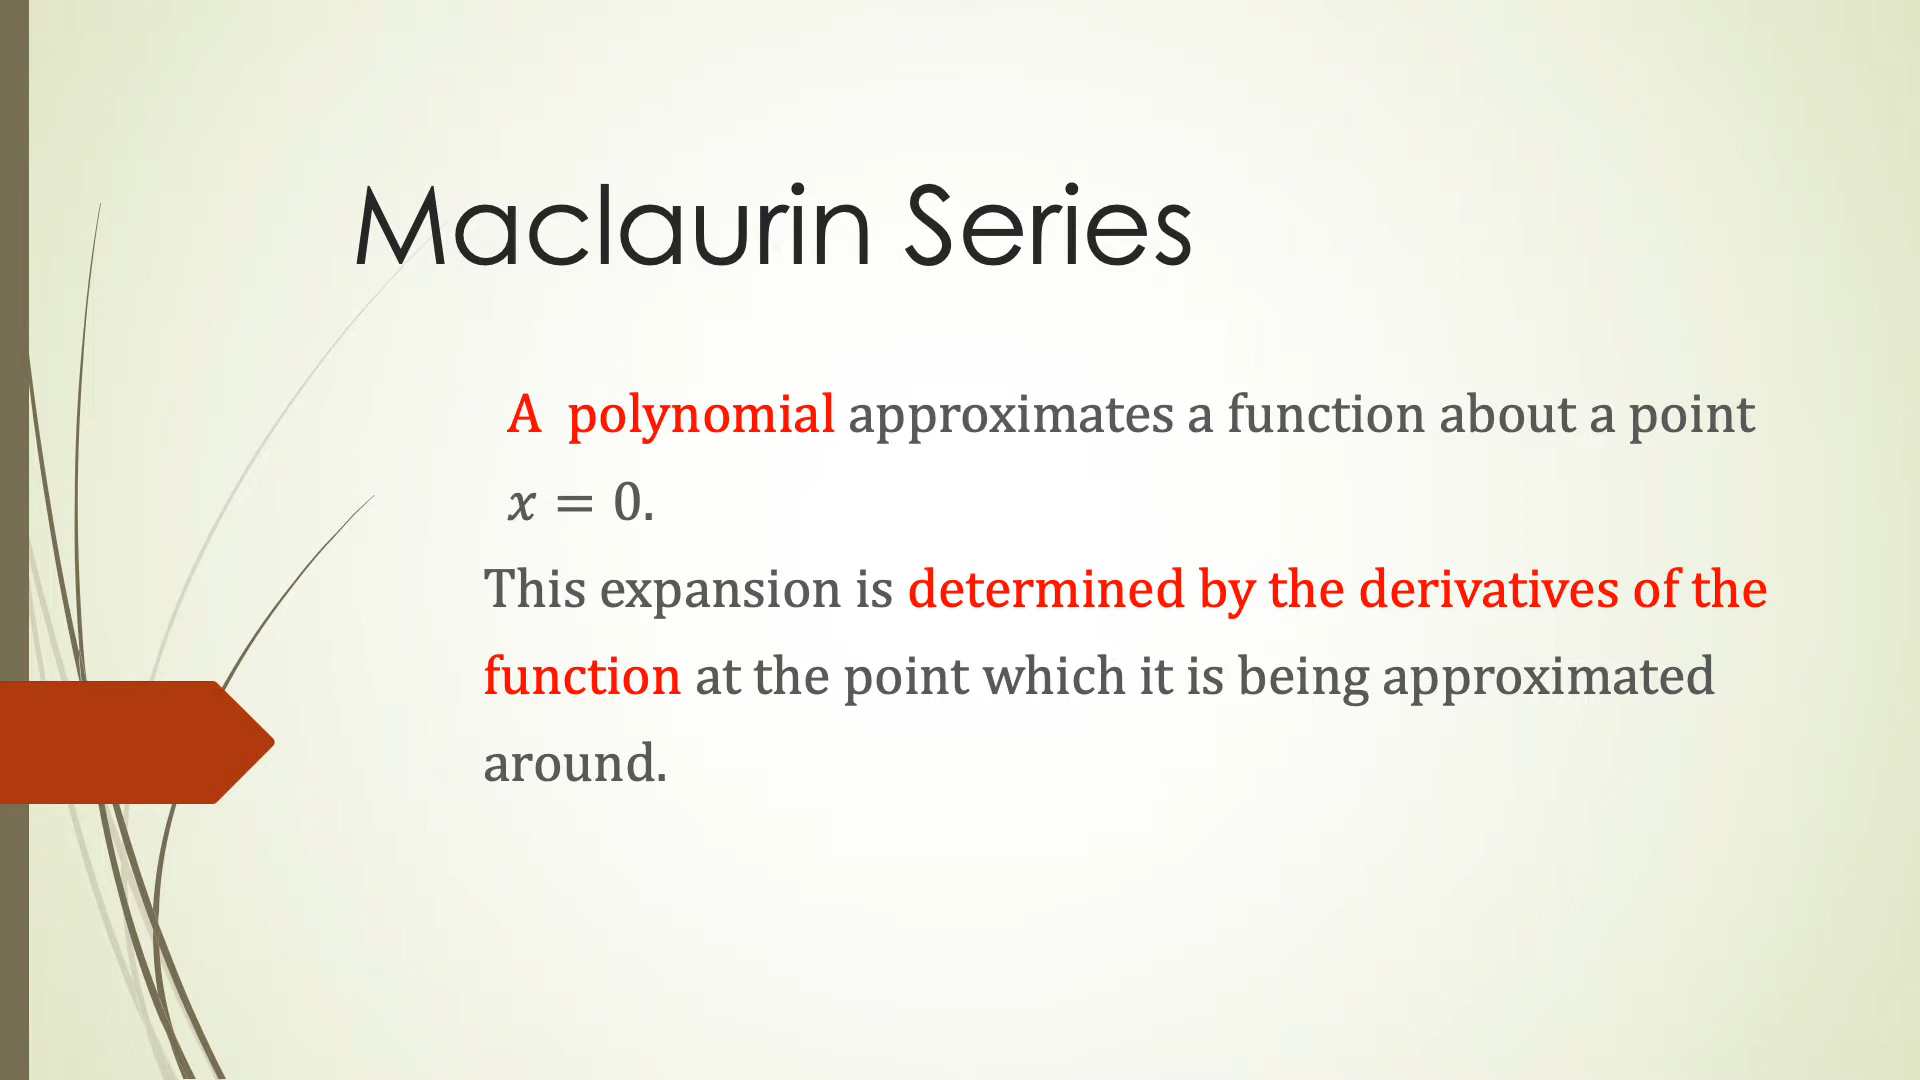 Maclaurin Series
A polynomial approximates a function about a point
x = 0.
This expansion is determined by the derivatives of the
function at the point which it is being approximated
around.